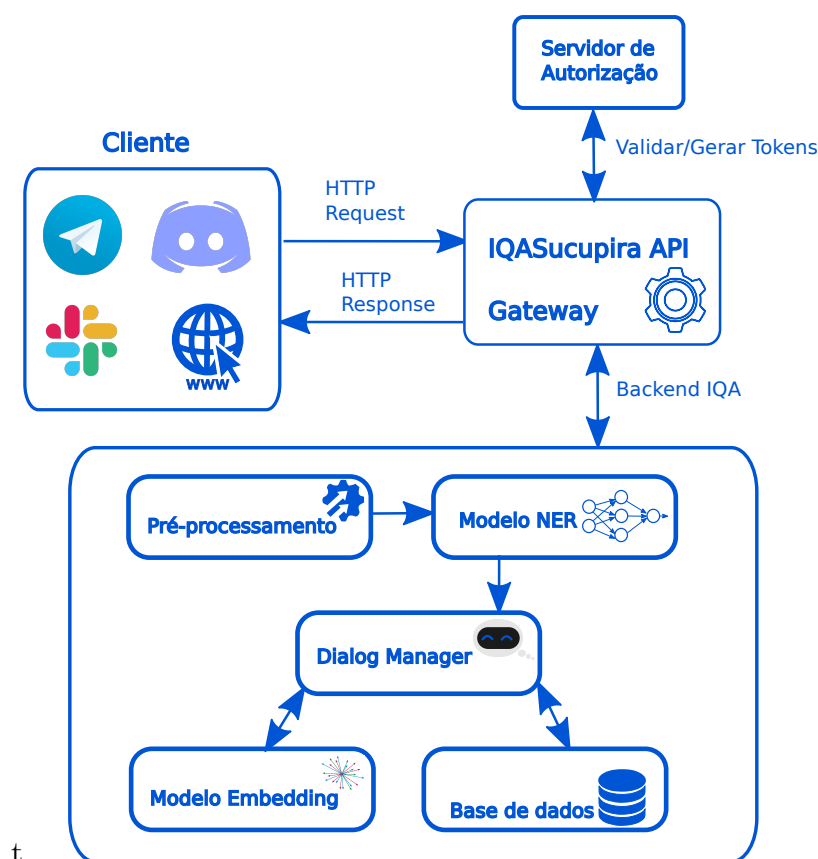 Servidor de
Autorização
Cliente
Validar/Gerar Tokens
HTTP
Request
IQASucupira API
Gateway
HTTP
Response
www
Backend IQA
Pré-processamento
Modelo NER
Dialog Manager
Modelo Embedding
Base de dados
t